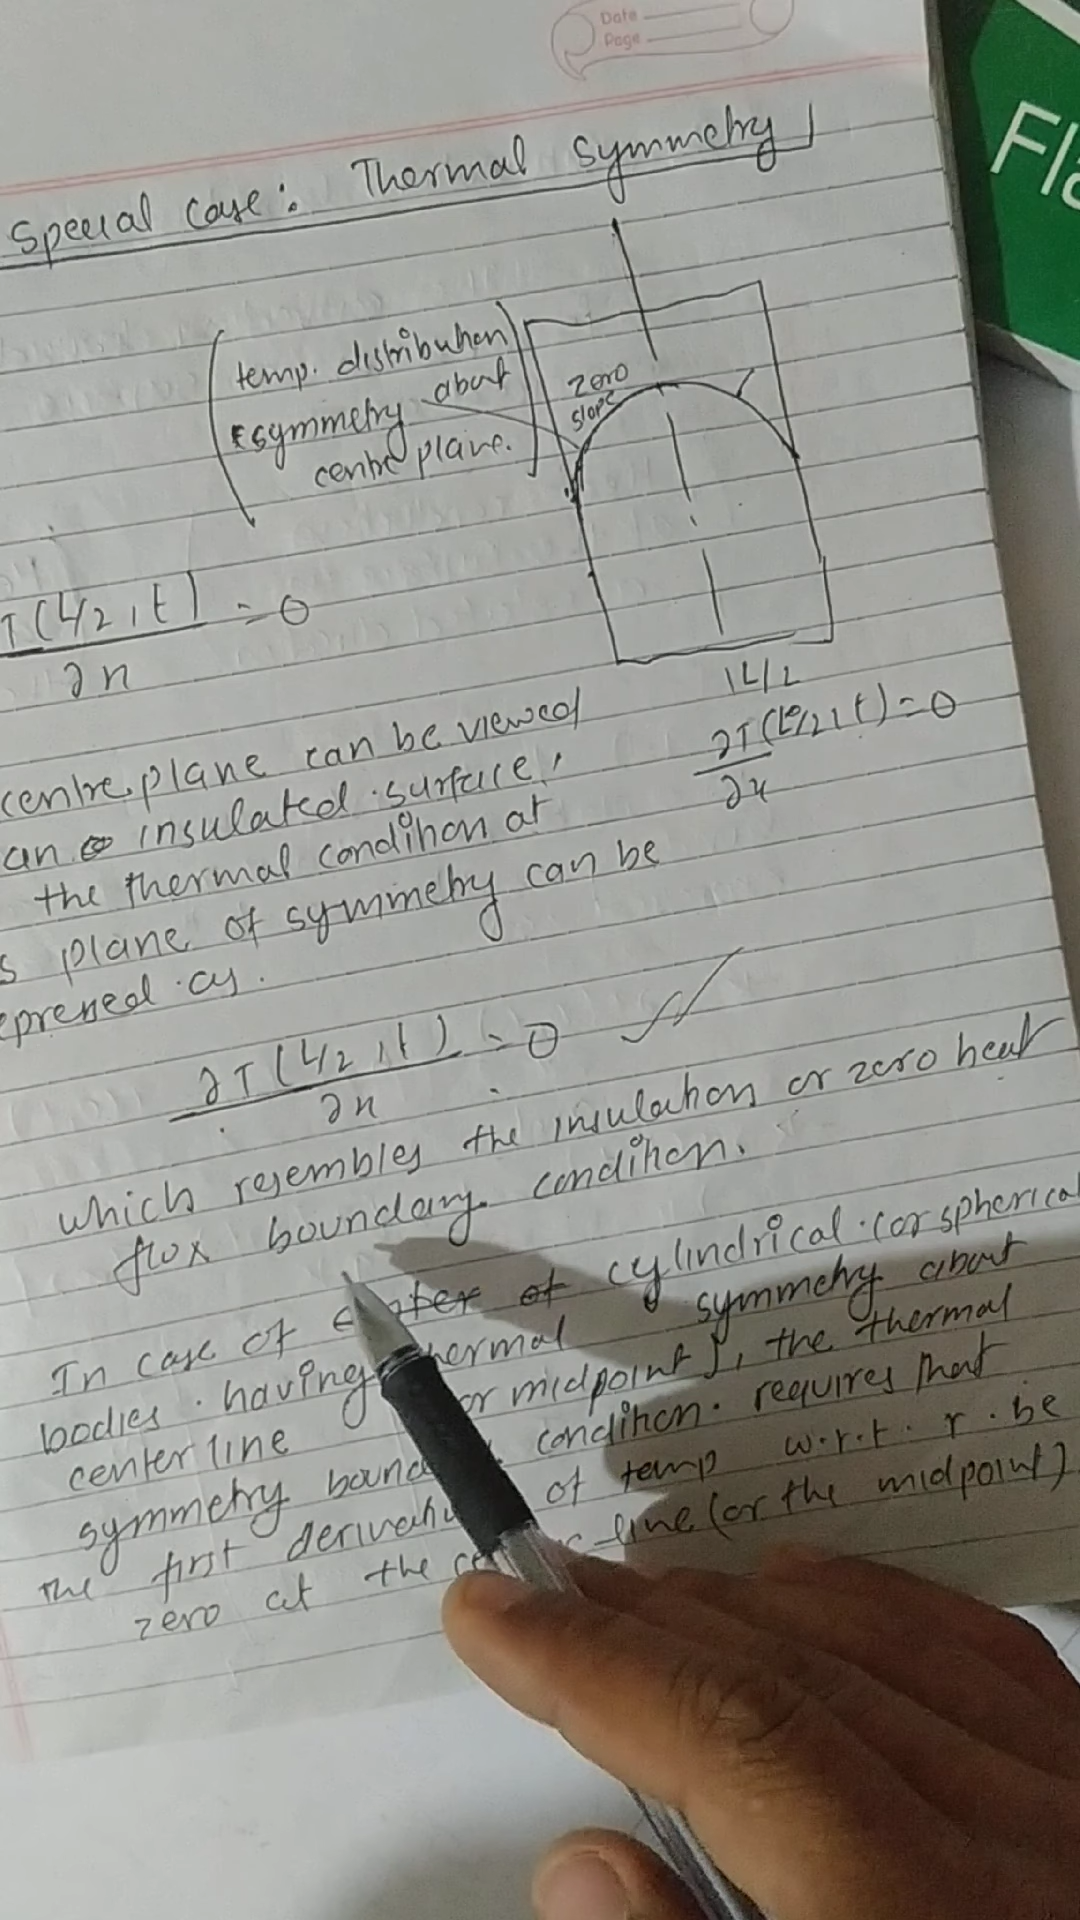 Date
Page
Special Case: Thermal Symmetry
Fla
(temp. distribution
symmetry about
centre plane.)
zero
slope
T(L/2, t) = 0
∂x
L/2
∂T(L/2, t) = 0
∂x
centre plane can be viewed
an insulated surface,
the thermal condition at
s plane of symmetry can be
epressed as.
∂T(L/2, t) = 0
∂x
which resembles the insulation or zero heat
flux boundary condition.
In case of cylindrical (or spherical
bodies having thermal symmetry about
center line or midpoint), the thermal
symmetry condition requires that
the first of temp w.r.t. r be
zero at the line (or the midpoint)